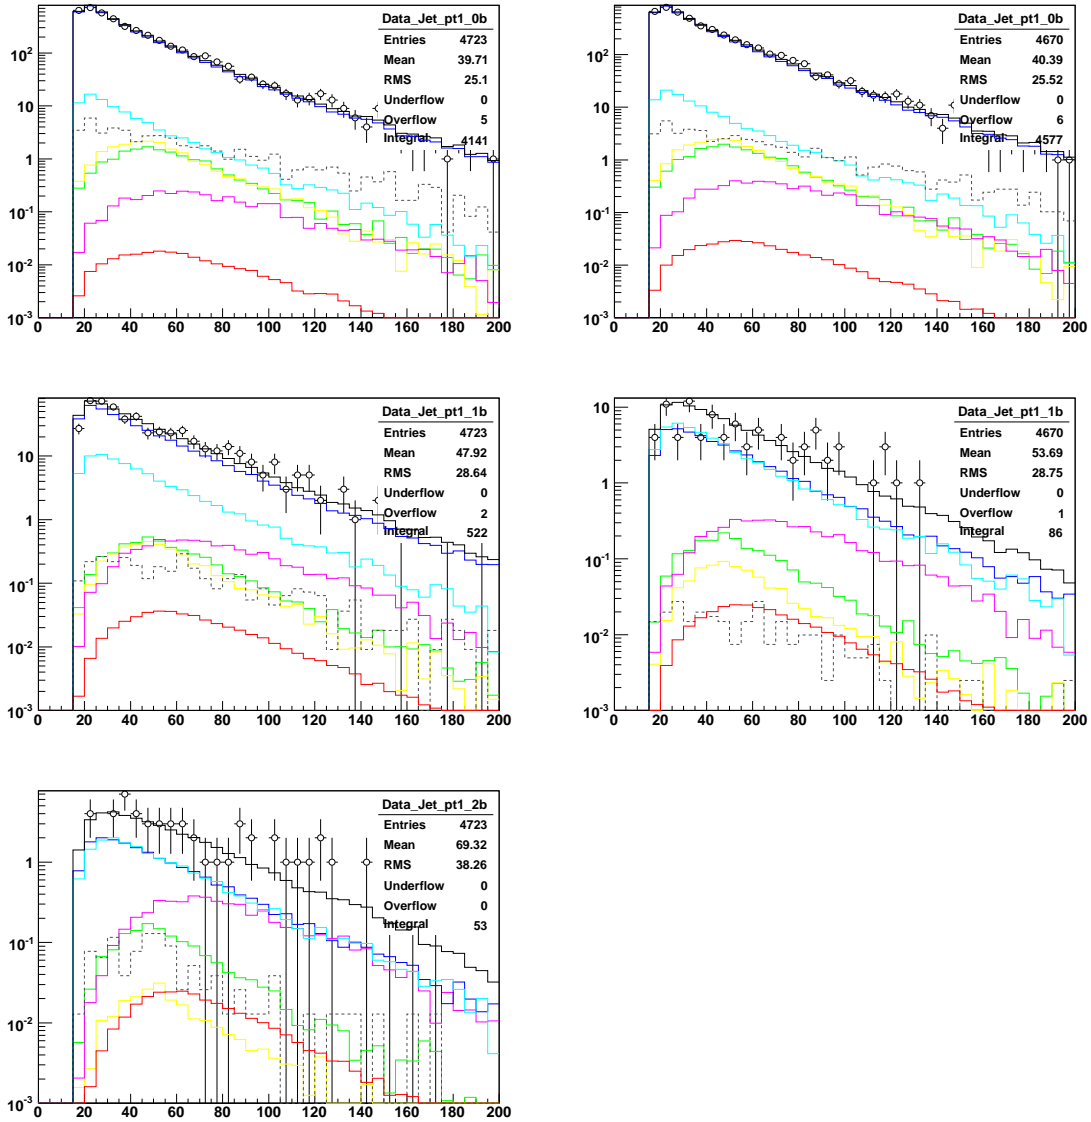 Data_Jet_pt1_0b
Entries 4723
Mean 39.71
RMS 25.1
Underflow 0
Overflow 5
Integral 4141
10²
10
1
10⁻¹
10⁻²
10⁻³
0 20 40 60 80 100 120 140 160 180 200
Data_Jet_pt1_0b
Entries 4670
Mean 40.39
RMS 25.52
Underflow 0
Overflow 6
Integral 4577
10²
10
1
10⁻¹
10⁻²
10⁻³
0 20 40 60 80 100 120 140 160 180 200
Data_Jet_pt1_1b
Entries 4723
Mean 47.92
RMS 28.64
Underflow 0
Overflow 2
Integral 522
10
1
10⁻¹
10⁻²
10⁻³
0 20 40 60 80 100 120 140 160 180 200
Data_Jet_pt1_1b
Entries 4670
Mean 53.69
RMS 28.75
Underflow 0
Overflow 1
Integral 86
10
1
10⁻¹
10⁻²
10⁻³
0 20 40 60 80 100 120 140 160 180 200
Data_Jet_pt1_2b
Entries 4723
Mean 69.32
RMS 38.26
Underflow 0
Overflow 0
Integral 53
1
10⁻¹
10⁻²
10⁻³
0 20 40 60 80 100 120 140 160 180 200